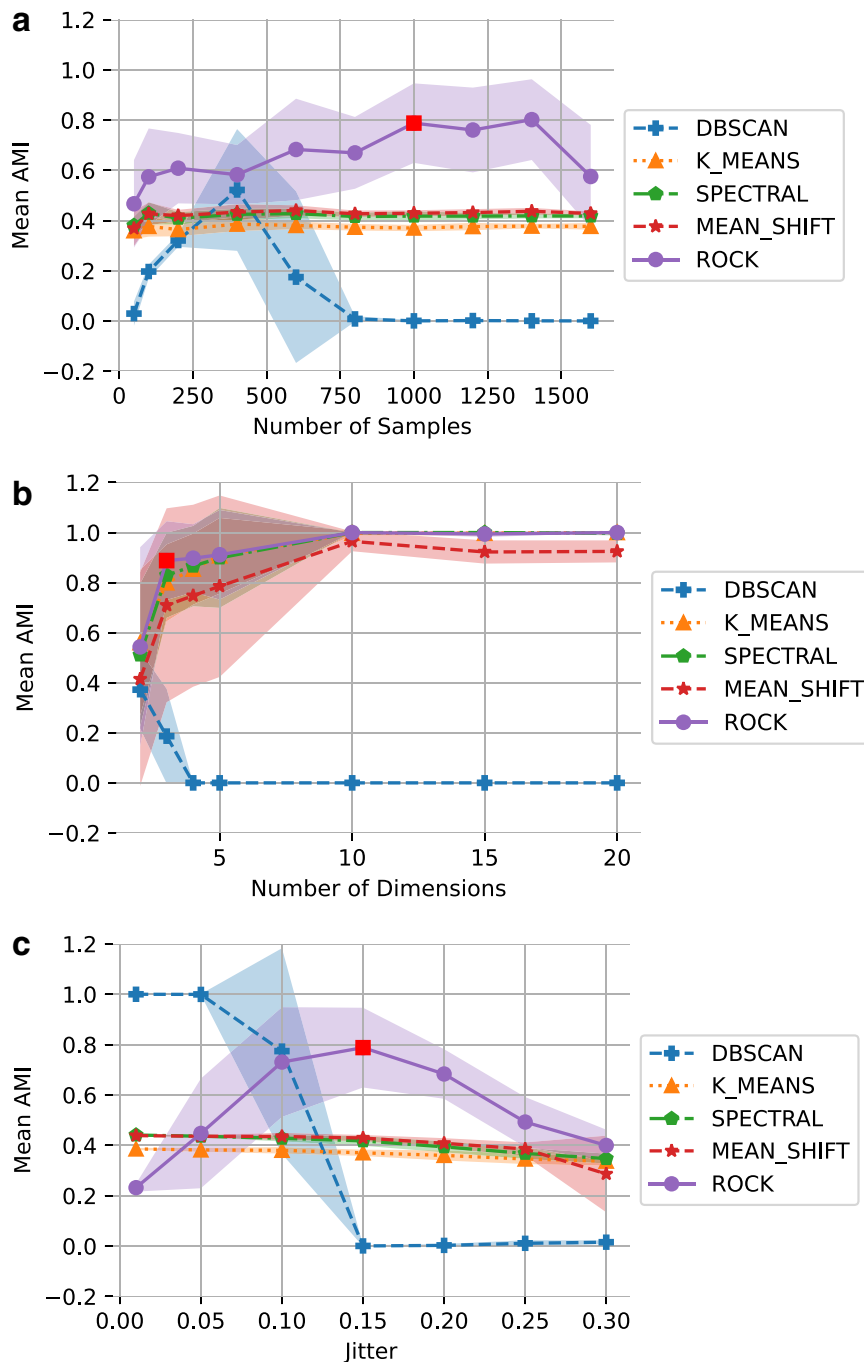 a
1.2
1.0
0.8
0.6
0.4
0.2
0.0
−0.2
Mean AMI
0 250 500 750 1000 1250 1500
Number of Samples
DBSCAN
K_MEANS
SPECTRAL
MEAN_SHIFT
ROCK
b
1.2
1.0
0.8
0.6
0.4
0.2
0.0
−0.2
Mean AMI
5 10 15 20
Number of Dimensions
DBSCAN
K_MEANS
SPECTRAL
MEAN_SHIFT
ROCK
c
1.2
1.0
0.8
0.6
0.4
0.2
0.0
−0.2
Mean AMI
0.00 0.05 0.10 0.15 0.20 0.25 0.30
Jitter
DBSCAN
K_MEANS
SPECTRAL
MEAN_SHIFT
ROCK